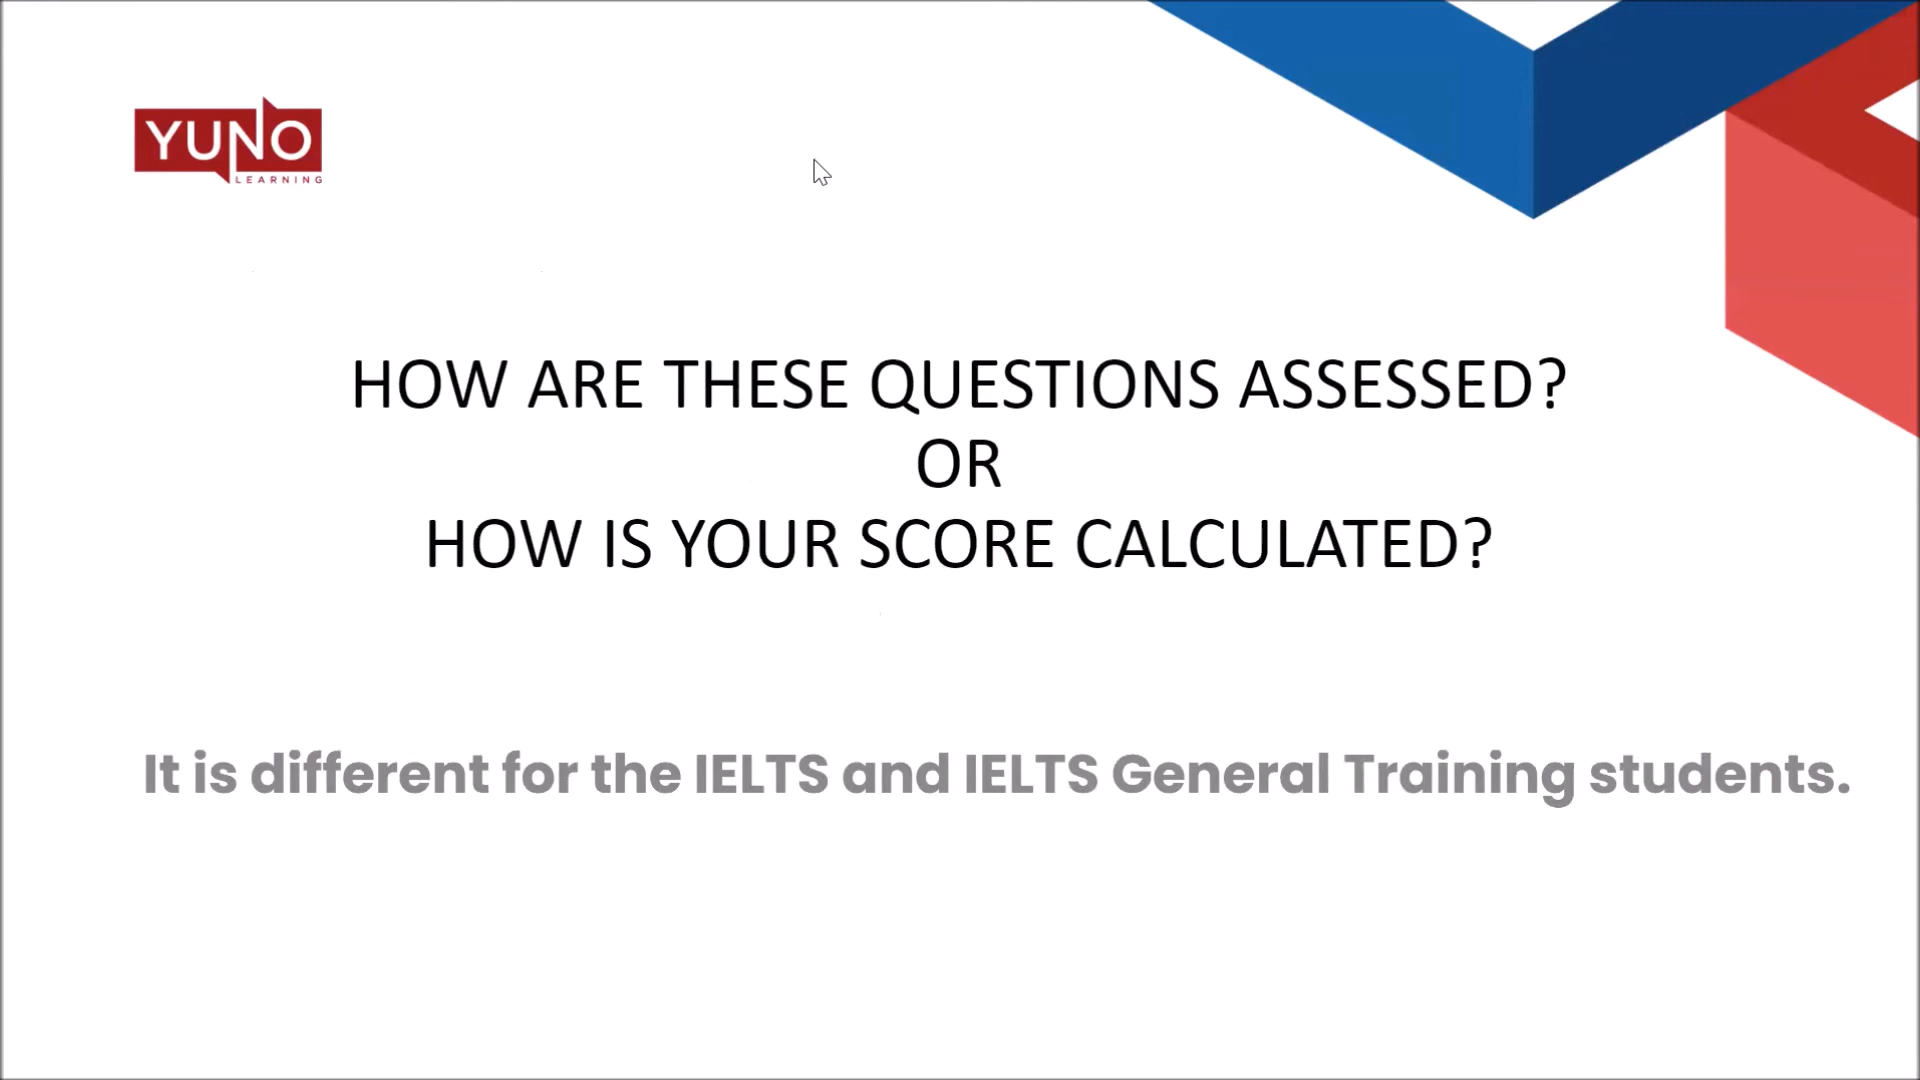 YUNO
LEARNING
HOW ARE THESE QUESTIONS ASSESSED?
OR
HOW IS YOUR SCORE CALCULATED?
It is different for the IELTS and IELTS General Training students.